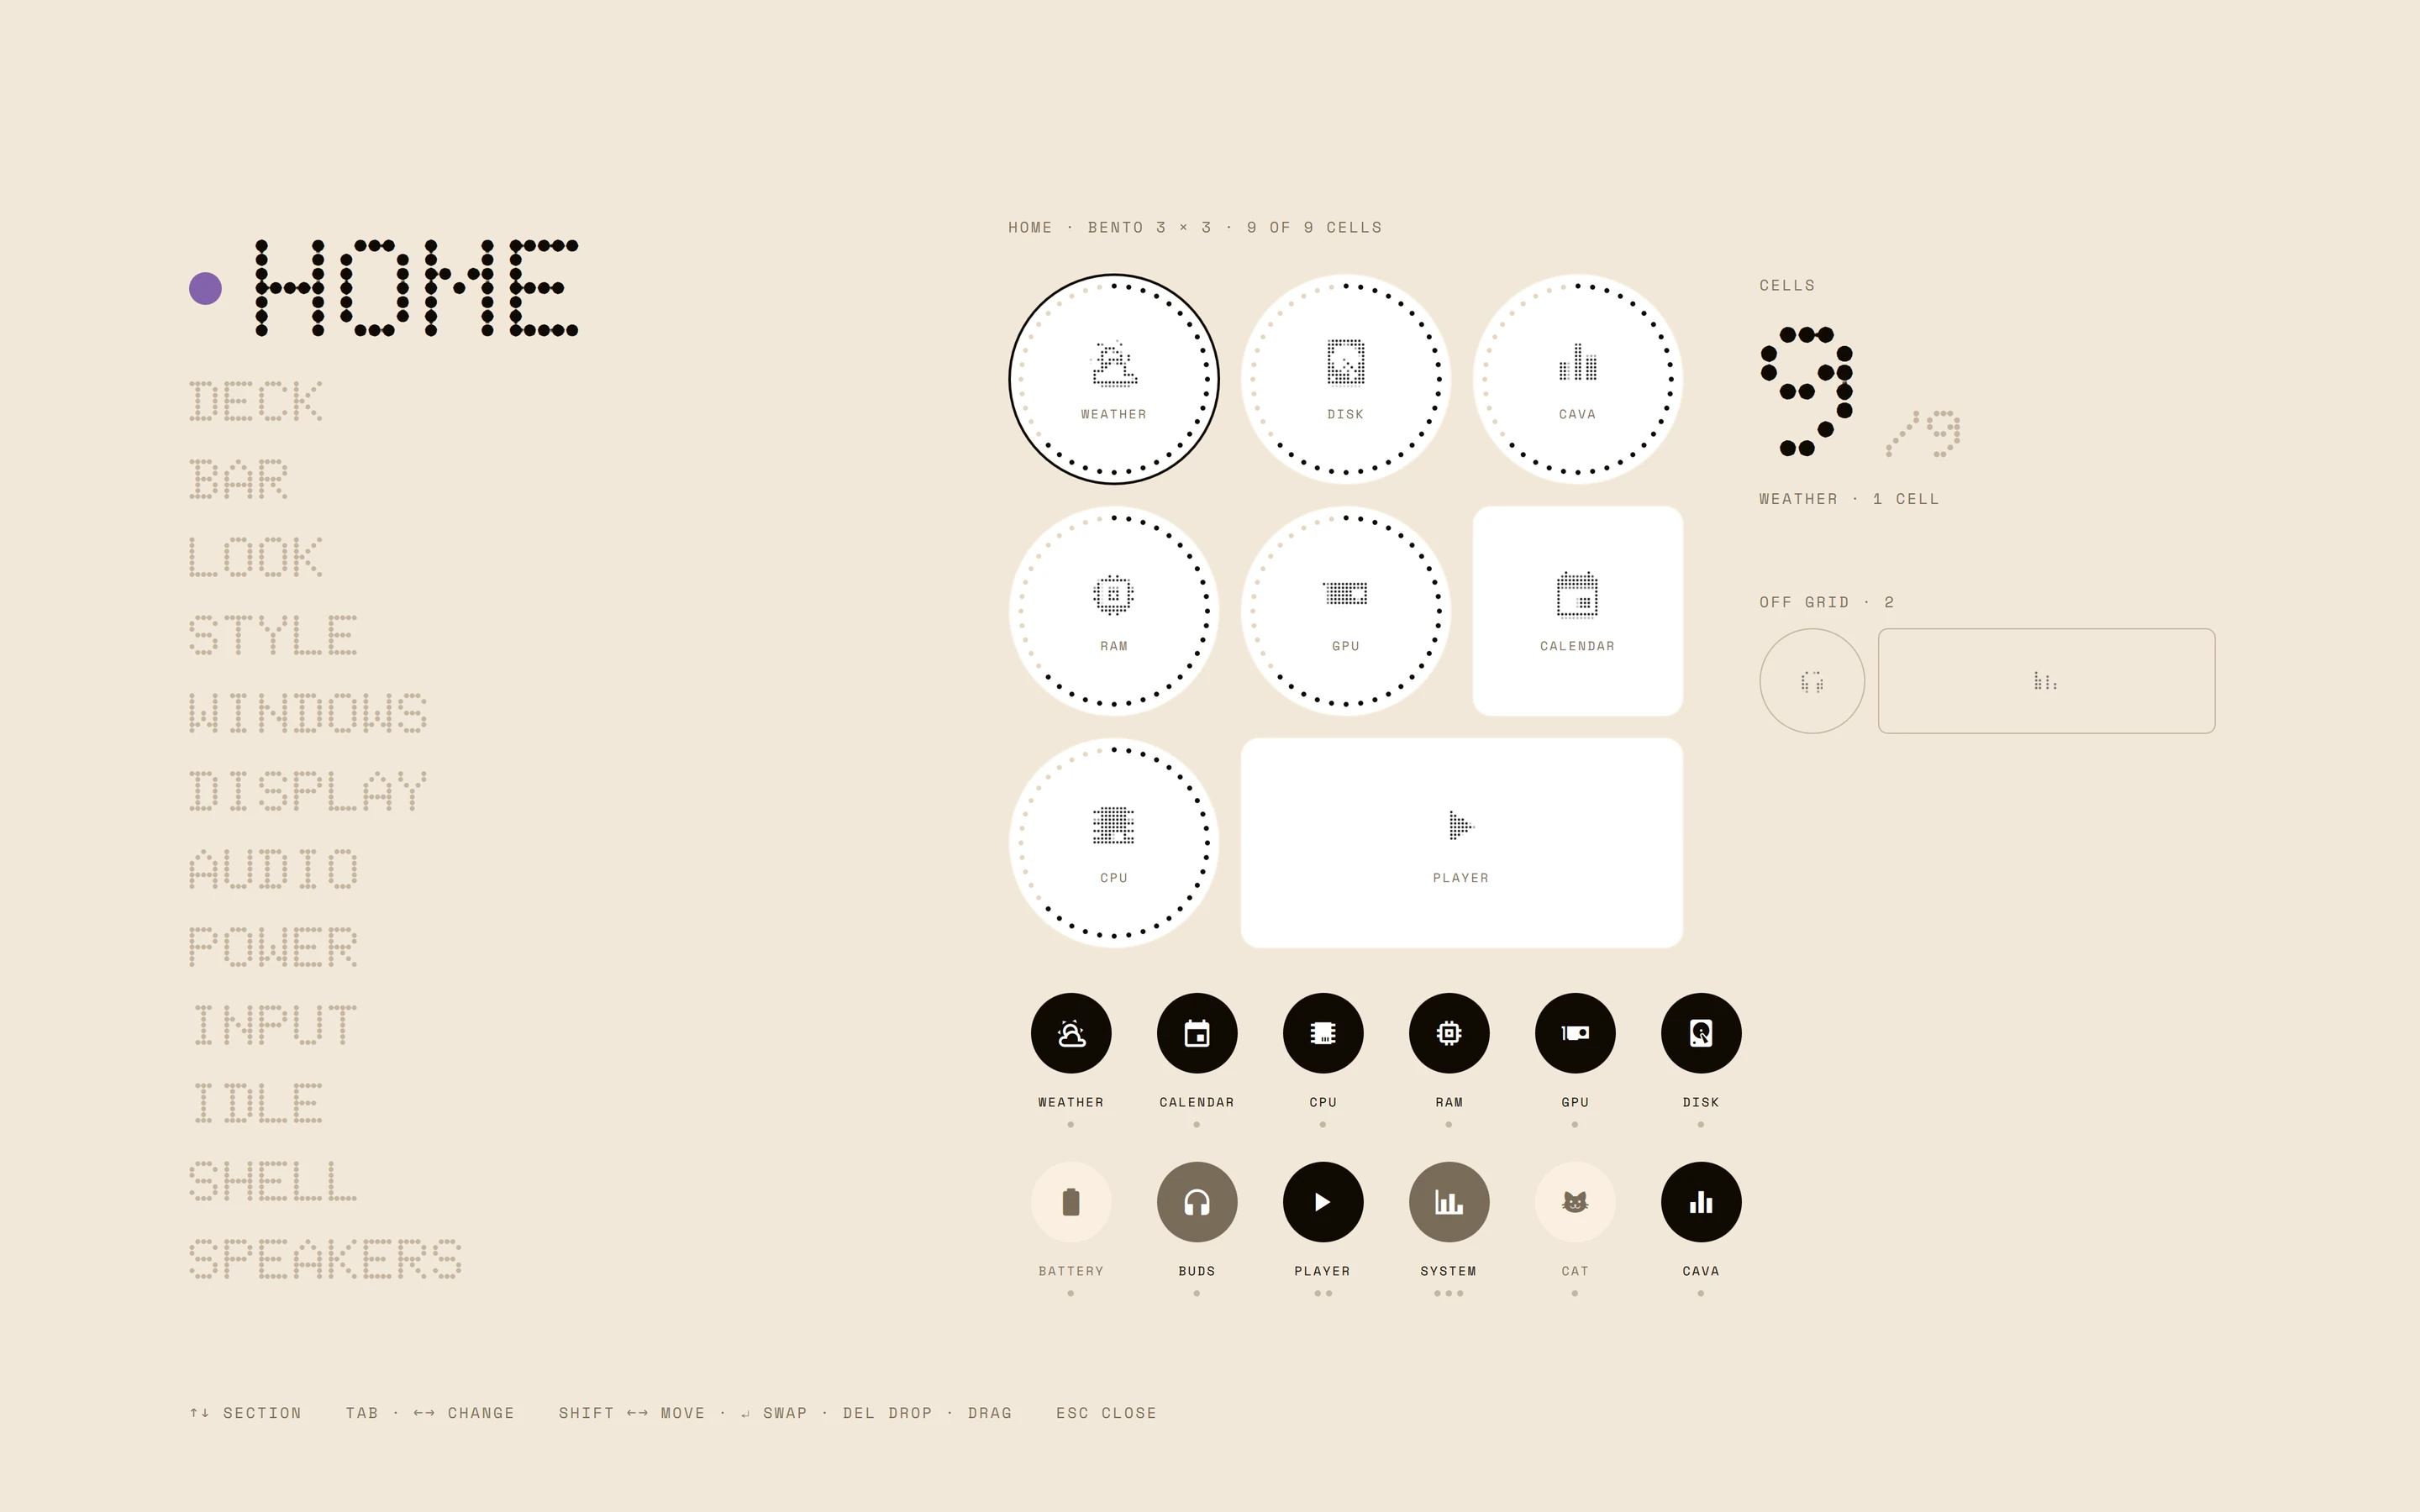 HOME
DECK
BAR
LOOK
STYLE
WINDOWS
DISPLAY
AUDIO
POWER
INPUT
IDLE
SHELL
SPEAKERS
HOME · BENTO 3 × 3 · 9 OF 9 CELLS
WEATHER
DISK
CAVA
RAM
GPU
CALENDAR
CPU
PLAYER
CELLS
9 /9
WEATHER · 1 CELL
OFF GRID · 2
WEATHER CALENDAR CPU RAM GPU DISK
BATTERY BUDS PLAYER SYSTEM CAT CAVA
↑↓ SECTION TAB · ←→ CHANGE SHIFT ←→ MOVE · ↵ SWAP · DEL DROP · DRAG ESC CLOSE